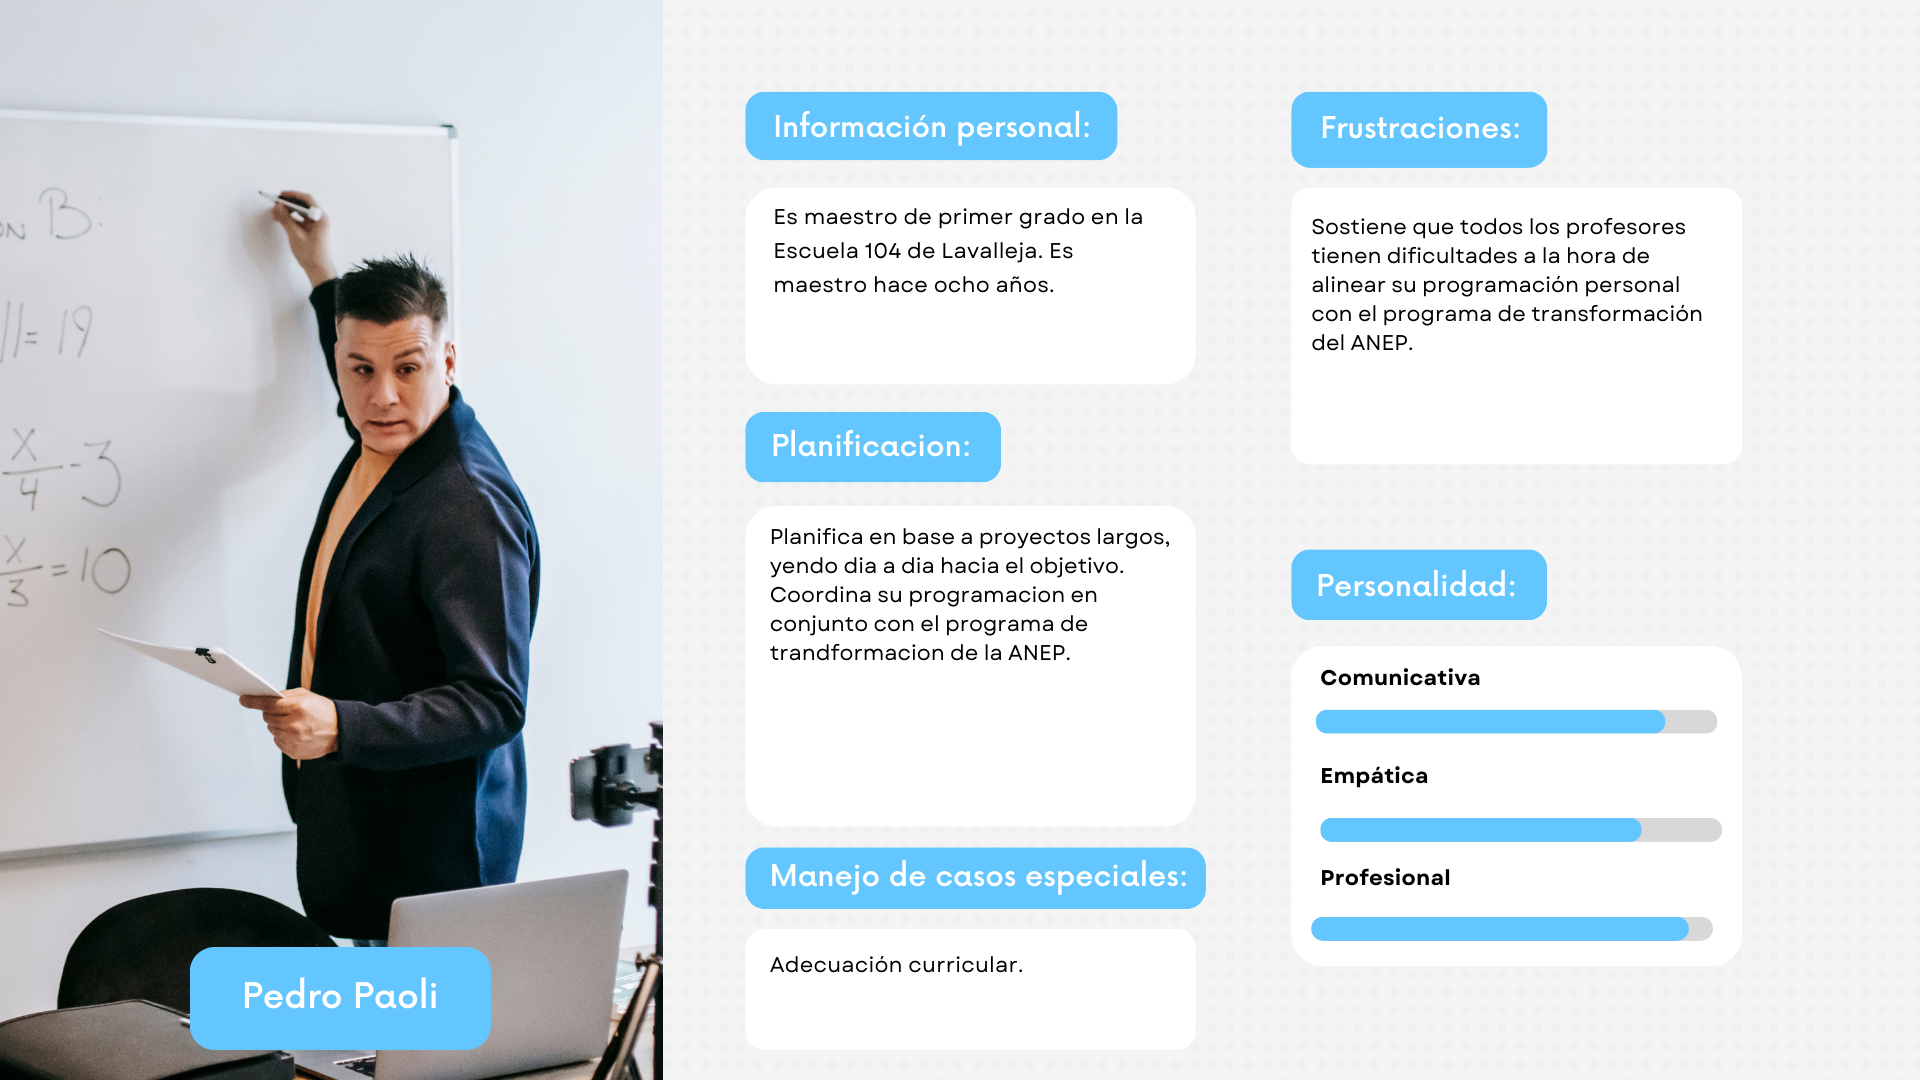 ON B:
11= 19
X
4
-3
X
3
=10
Pedro Paoli
Información personal:
Es maestro de primer grado en la
Escuela 104 de Lavalleja. Es
maestro hace ocho años.
Planificacion:
Planifica en base a proyectos largos,
yendo dia a dia hacia el objetivo.
Coordina su programacion en
conjunto con el programa de
trandformacion de la ANEP.
Manejo de casos especiales:
Adecuación curricular.
Frustraciones:
Sostiene que todos los profesores
tienen dificultades a la hora de
alinear su programación personal
con el programa de transformación
del ANEP.
Personalidad:
Comunicativa
Empática
Profesional